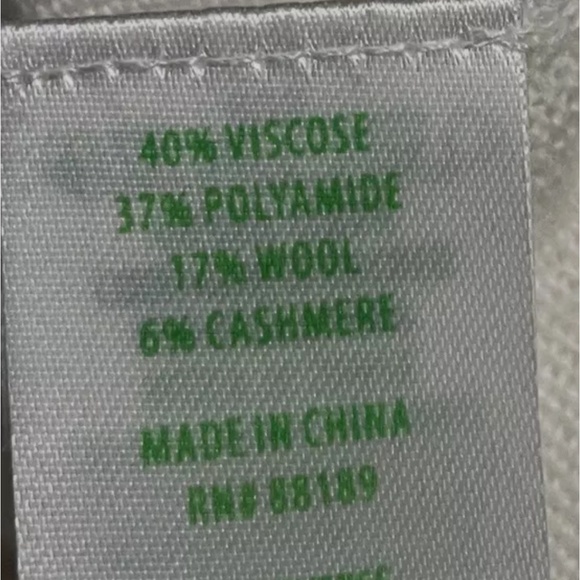 40% VISCOSE
37% POLYAMIDE
17% WOOL
6% CASHMERE
MADE IN CHINA
RN# 88189